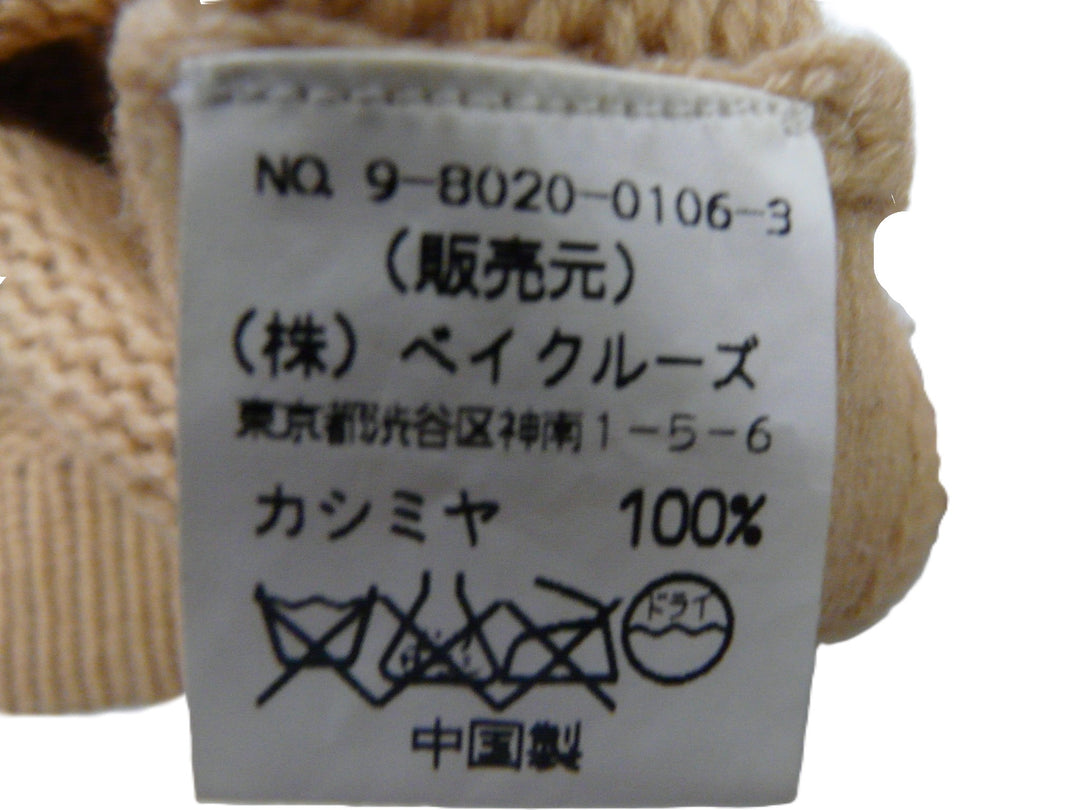 NO. 9-8020-0106-3
(販売元)
(株) ベイクルーズ
東京都渋谷区神南1-5-6
カシミヤ 100%
ドライ
中国製